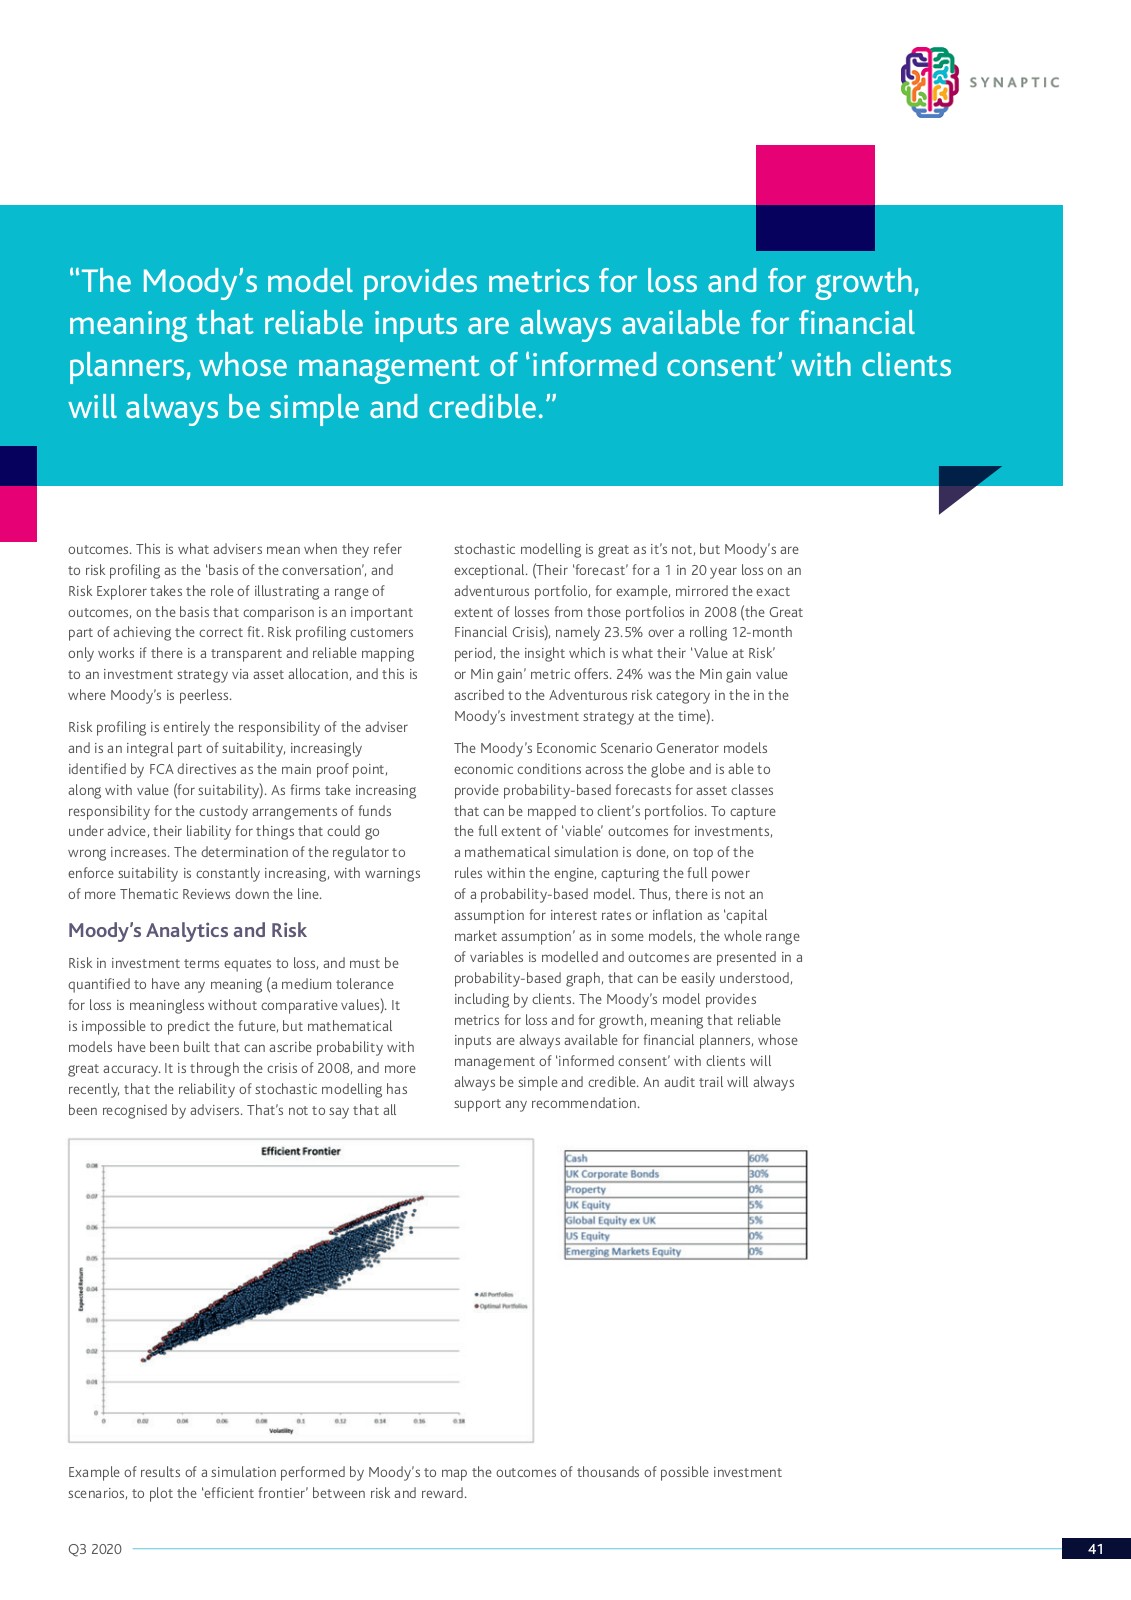 SYNAPTIC
“The Moody’s model provides metrics for loss and for growth,
meaning that reliable inputs are always available for financial
planners, whose management of ‘informed consent’ with clients
will always be simple and credible.”
outcomes. This is what advisers mean when they refer
to risk profiling as the ‘basis of the conversation’, and
Risk Explorer takes the role of illustrating a range of
outcomes, on the basis that comparison is an important
part of achieving the correct fit. Risk profiling customers
only works if there is a transparent and reliable mapping
to an investment strategy via asset allocation, and this is
where Moody’s is peerless.
Risk profiling is entirely the responsibility of the adviser
and is an integral part of suitability, increasingly
identified by FCA directives as the main proof point,
along with value (for suitability). As firms take increasing
responsibility for the custody arrangements of funds
under advice, their liability for things that could go
wrong increases. The determination of the regulator to
enforce suitability is constantly increasing, with warnings
of more Thematic Reviews down the line.
Moody’s Analytics and Risk
Risk in investment terms equates to loss, and must be
quantified to have any meaning (a medium tolerance
for loss is meaningless without comparative values). It
is impossible to predict the future, but mathematical
models have been built that can ascribe probability with
great accuracy. It is through the crisis of 2008, and more
recently, that the reliability of stochastic modelling has
been recognised by advisers. That’s not to say that all
stochastic modelling is great as it’s not, but Moody’s are
exceptional. (Their ‘forecast’ for a 1 in 20 year loss on an
adventurous portfolio, for example, mirrored the exact
extent of losses from those portfolios in 2008 (the Great
Financial Crisis), namely 23.5% over a rolling 12-month
period, the insight which is what their ‘Value at Risk’
or Min gain’ metric offers. 24% was the Min gain value
ascribed to the Adventurous risk category in the in the
Moody’s investment strategy at the time).
The Moody’s Economic Scenario Generator models
economic conditions across the globe and is able to
provide probability-based forecasts for asset classes
that can be mapped to client’s portfolios. To capture
the full extent of ‘viable’ outcomes for investments,
a mathematical simulation is done, on top of the
rules within the engine, capturing the full power
of a probability-based model. Thus, there is not an
assumption for interest rates or inflation as ‘capital
market assumption’ as in some models, the whole range
of variables is modelled and outcomes are presented in a
probability-based graph, that can be easily understood,
including by clients. The Moody’s model provides
metrics for loss and for growth, meaning that reliable
inputs are always available for financial planners, whose
management of ‘informed consent’ with clients will
always be simple and credible. An audit trail will always
support any recommendation.
Efficient Frontier
0.08
0.07
0.06
0.05
0.04
0.03
0.02
0.01
0
Expected Return
0 0.02 0.04 0.06 0.08 0.1 0.12 0.14 0.16 0.18
Volatility
All Portfolios
Optimal Portfolios
Cash 60%
UK Corporate Bonds 30%
Property 0%
UK Equity 5%
Global Equity ex UK 5%
US Equity 0%
Emerging Markets Equity 0%
Example of results of a simulation performed by Moody’s to map the outcomes of thousands of possible investment
scenarios, to plot the ‘efficient frontier’ between risk and reward.
Q3 2020
41